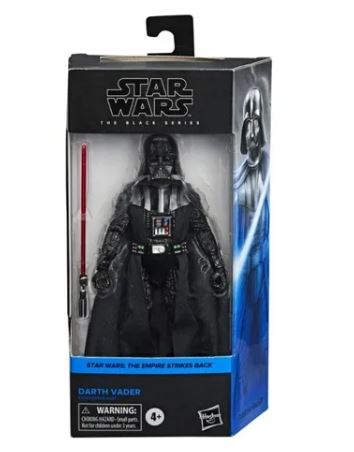 STAR
WARS
THE BLACK SERIES
STAR WARS: THE EMPIRE STRIKES BACK
DARTH VADER
WARNING:
CHOKING HAZARD - Small parts.
Not for children under 3 years.
4+
Hasbro